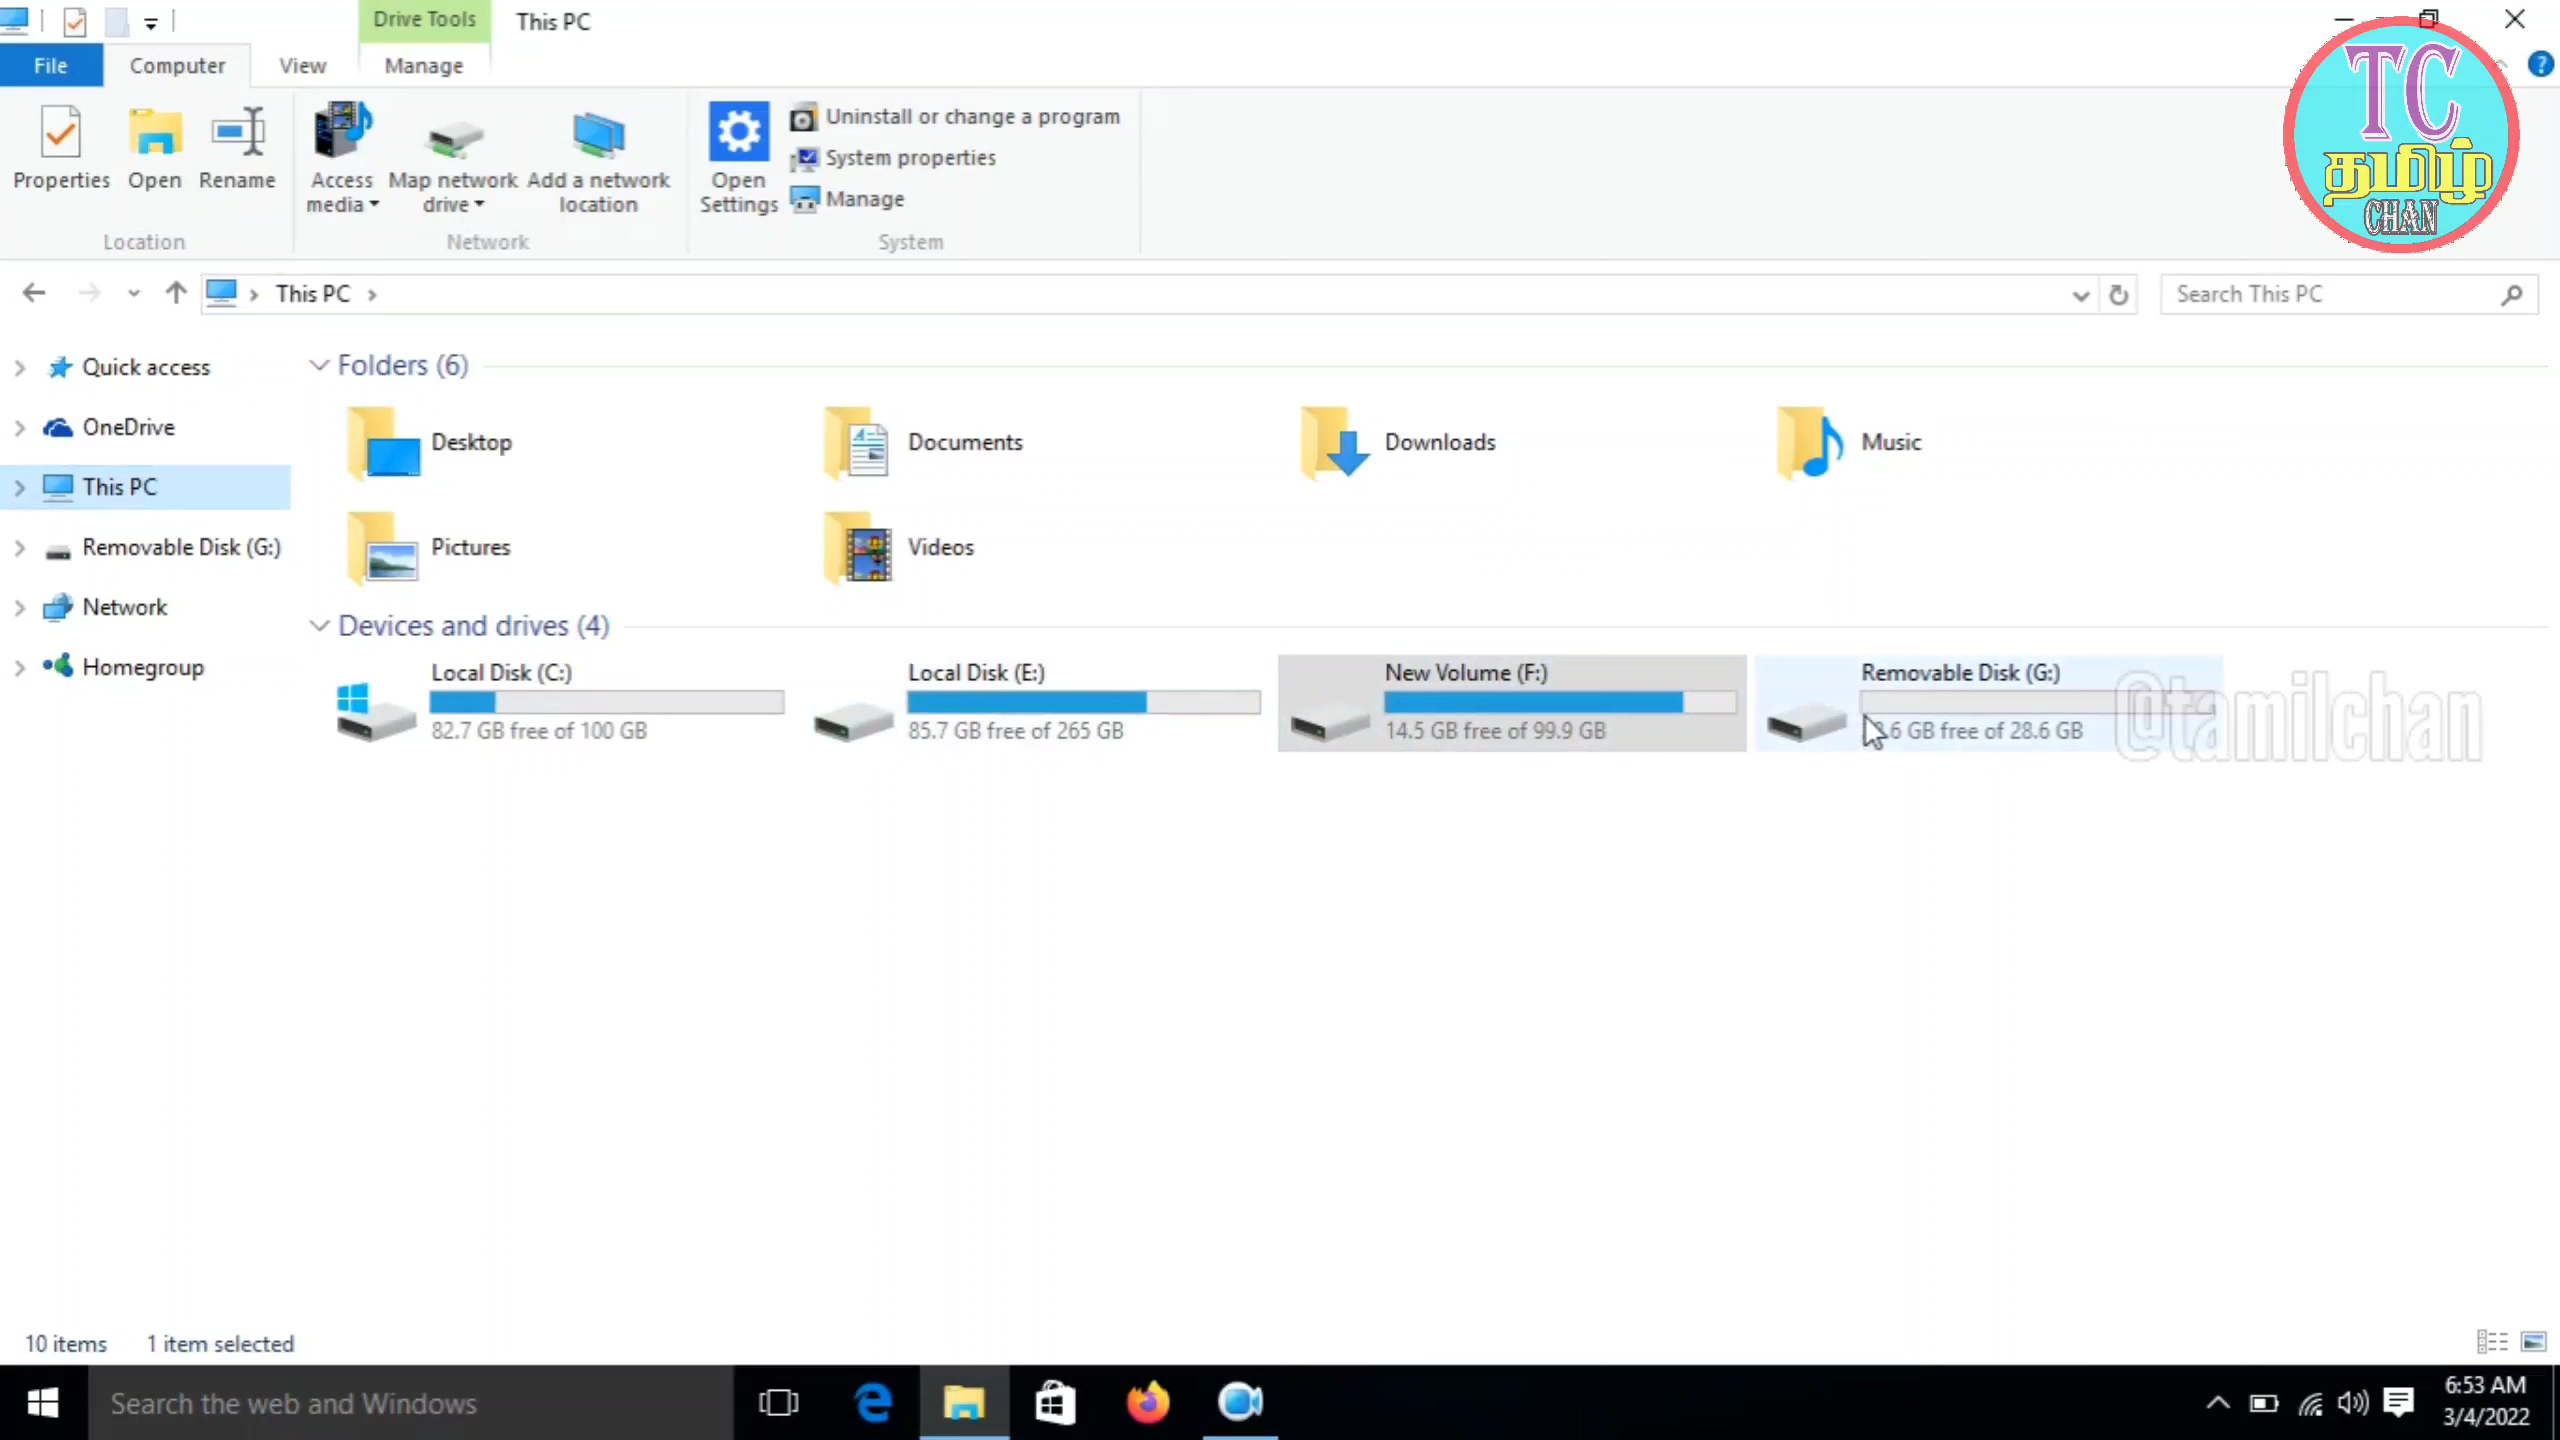 Drive Tools
This PC
File
Computer
View
Manage
Properties
Open
Rename
Access media
Map network drive
Add a network location
Open Settings
Uninstall or change a program
System properties
Manage
Location
Network
System
TC
தமிழ்
CHAN
This PC
Search This PC
Quick access
OneDrive
This PC
Removable Disk (G:)
Network
Homegroup
Folders (6)
Desktop
Documents
Downloads
Music
Pictures
Videos
Devices and drives (4)
Local Disk (C:)
82.7 GB free of 100 GB
Local Disk (E:)
85.7 GB free of 265 GB
New Volume (F:)
14.5 GB free of 99.9 GB
Removable Disk (G:)
.6 GB free of 28.6 GB
@tamilchan
10 items
1 item selected
Search the web and Windows
6:53 AM
3/4/2022